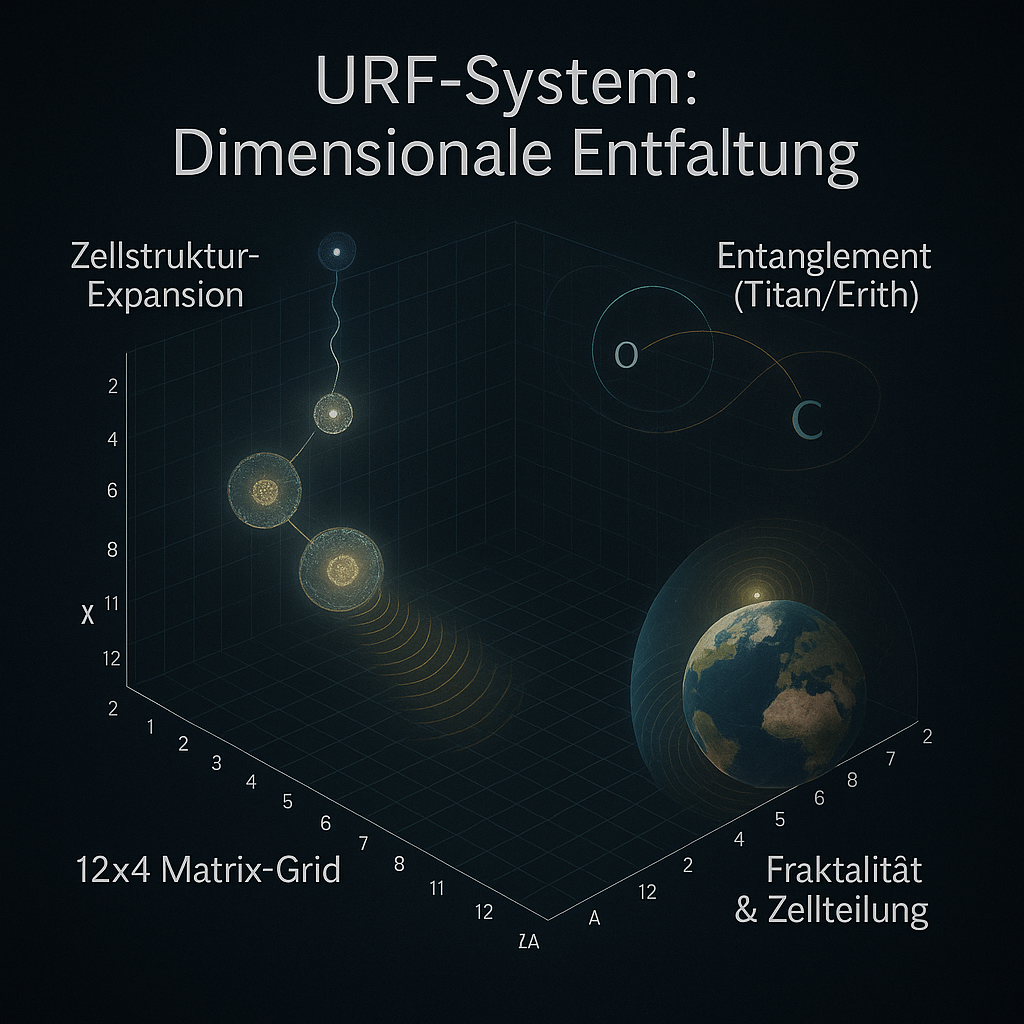 URF-System:
Dimensionale Entfaltung
Zellstruktur-
Expansion
Entanglement
(Titan/Erith)
O
C
2
4
6
8
X
11
12
2
1
2
3
4
5
6
7
8
11
12
ZA
A
12
2
4
5
6
8
7
2
12x4 Matrix-Grid
Fraktalität
& Zellteilung